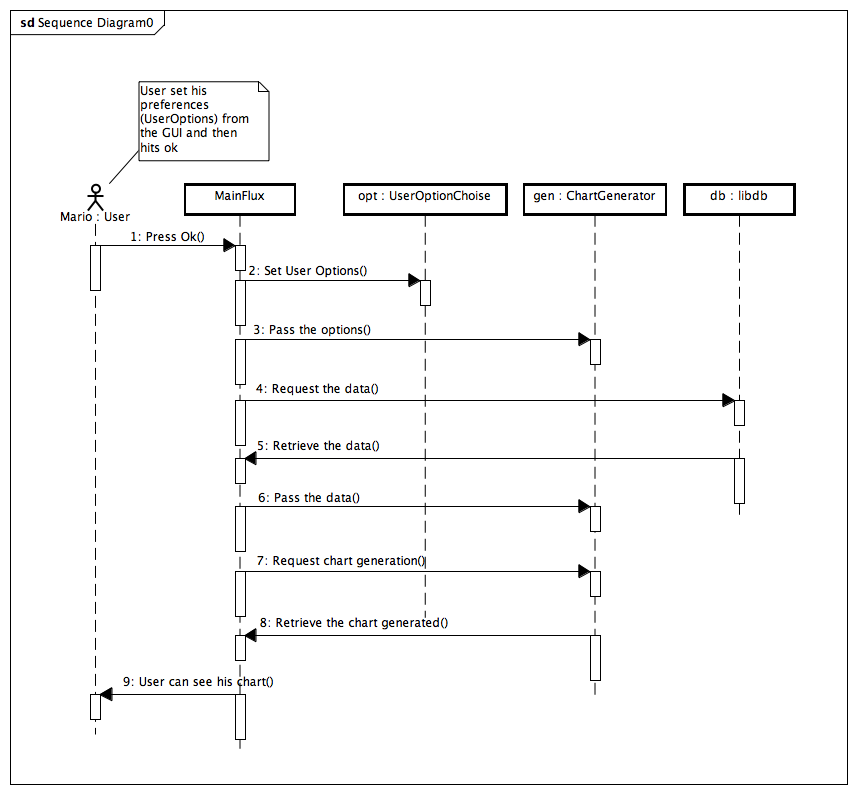 sd Sequence Diagram0
User set his
preferences
(UserOptions) from
the GUI and then
hits ok
Mario : User
MainFlux
opt : UserOptionChoise
gen : ChartGenerator
db : libdb
1: Press Ok()
2: Set User Options()
3: Pass the options()
4: Request the data()
5: Retrieve the data()
6: Pass the data()
7: Request chart generation()
8: Retrieve the chart generated()
9: User can see his chart()